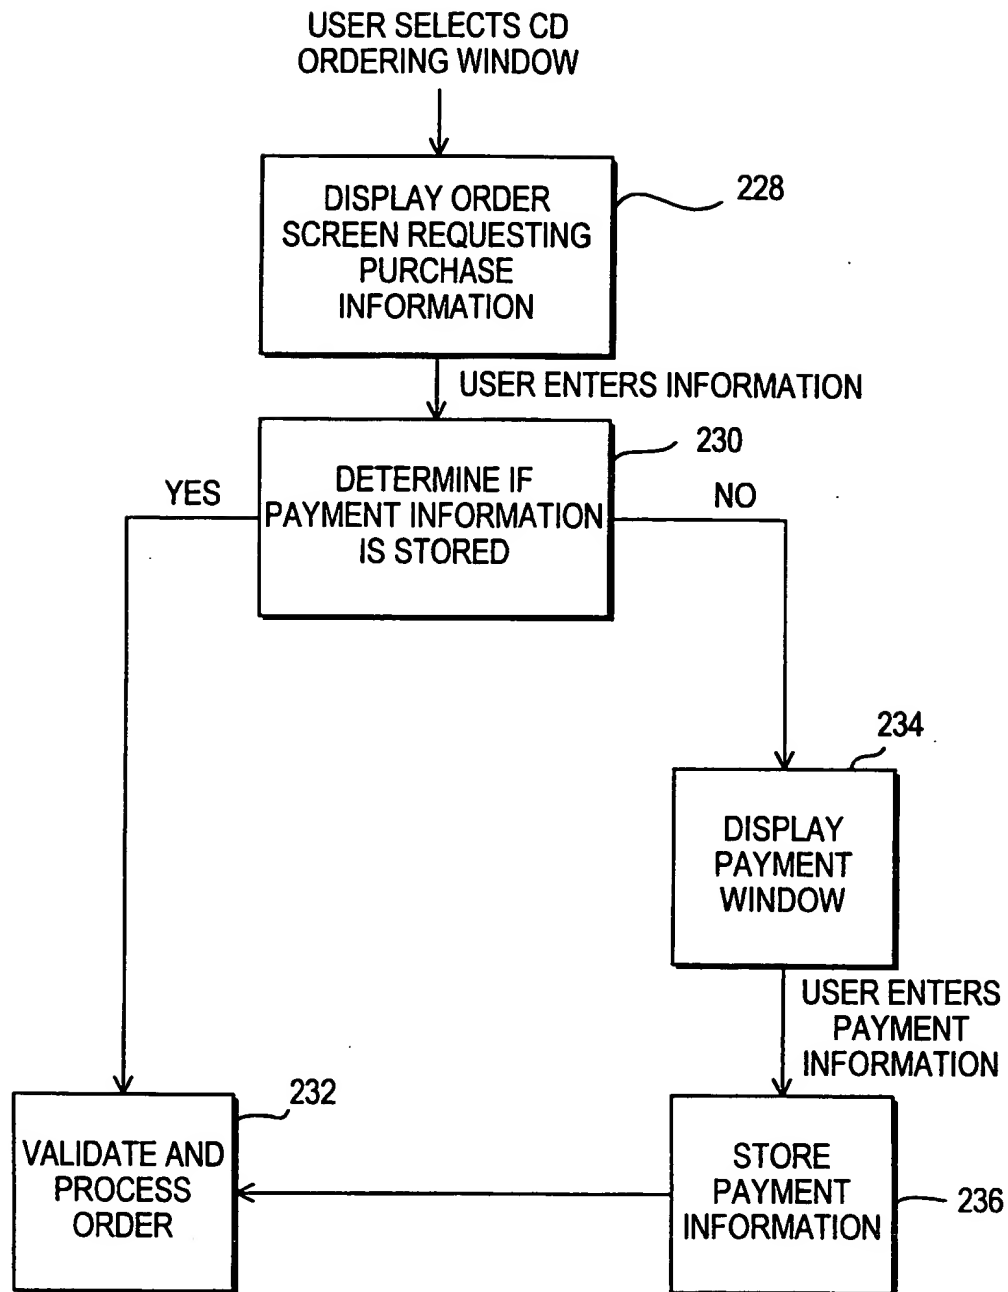 USER SELECTS CD
ORDERING WINDOW
DISPLAY ORDER
SCREEN REQUESTING
PURCHASE
INFORMATION
228
USER ENTERS INFORMATION
DETERMINE IF
PAYMENT INFORMATION
IS STORED
230
YES
NO
234
DISPLAY
PAYMENT
WINDOW
USER ENTERS
PAYMENT
INFORMATION
232
VALIDATE AND
PROCESS
ORDER
STORE
PAYMENT
INFORMATION
236